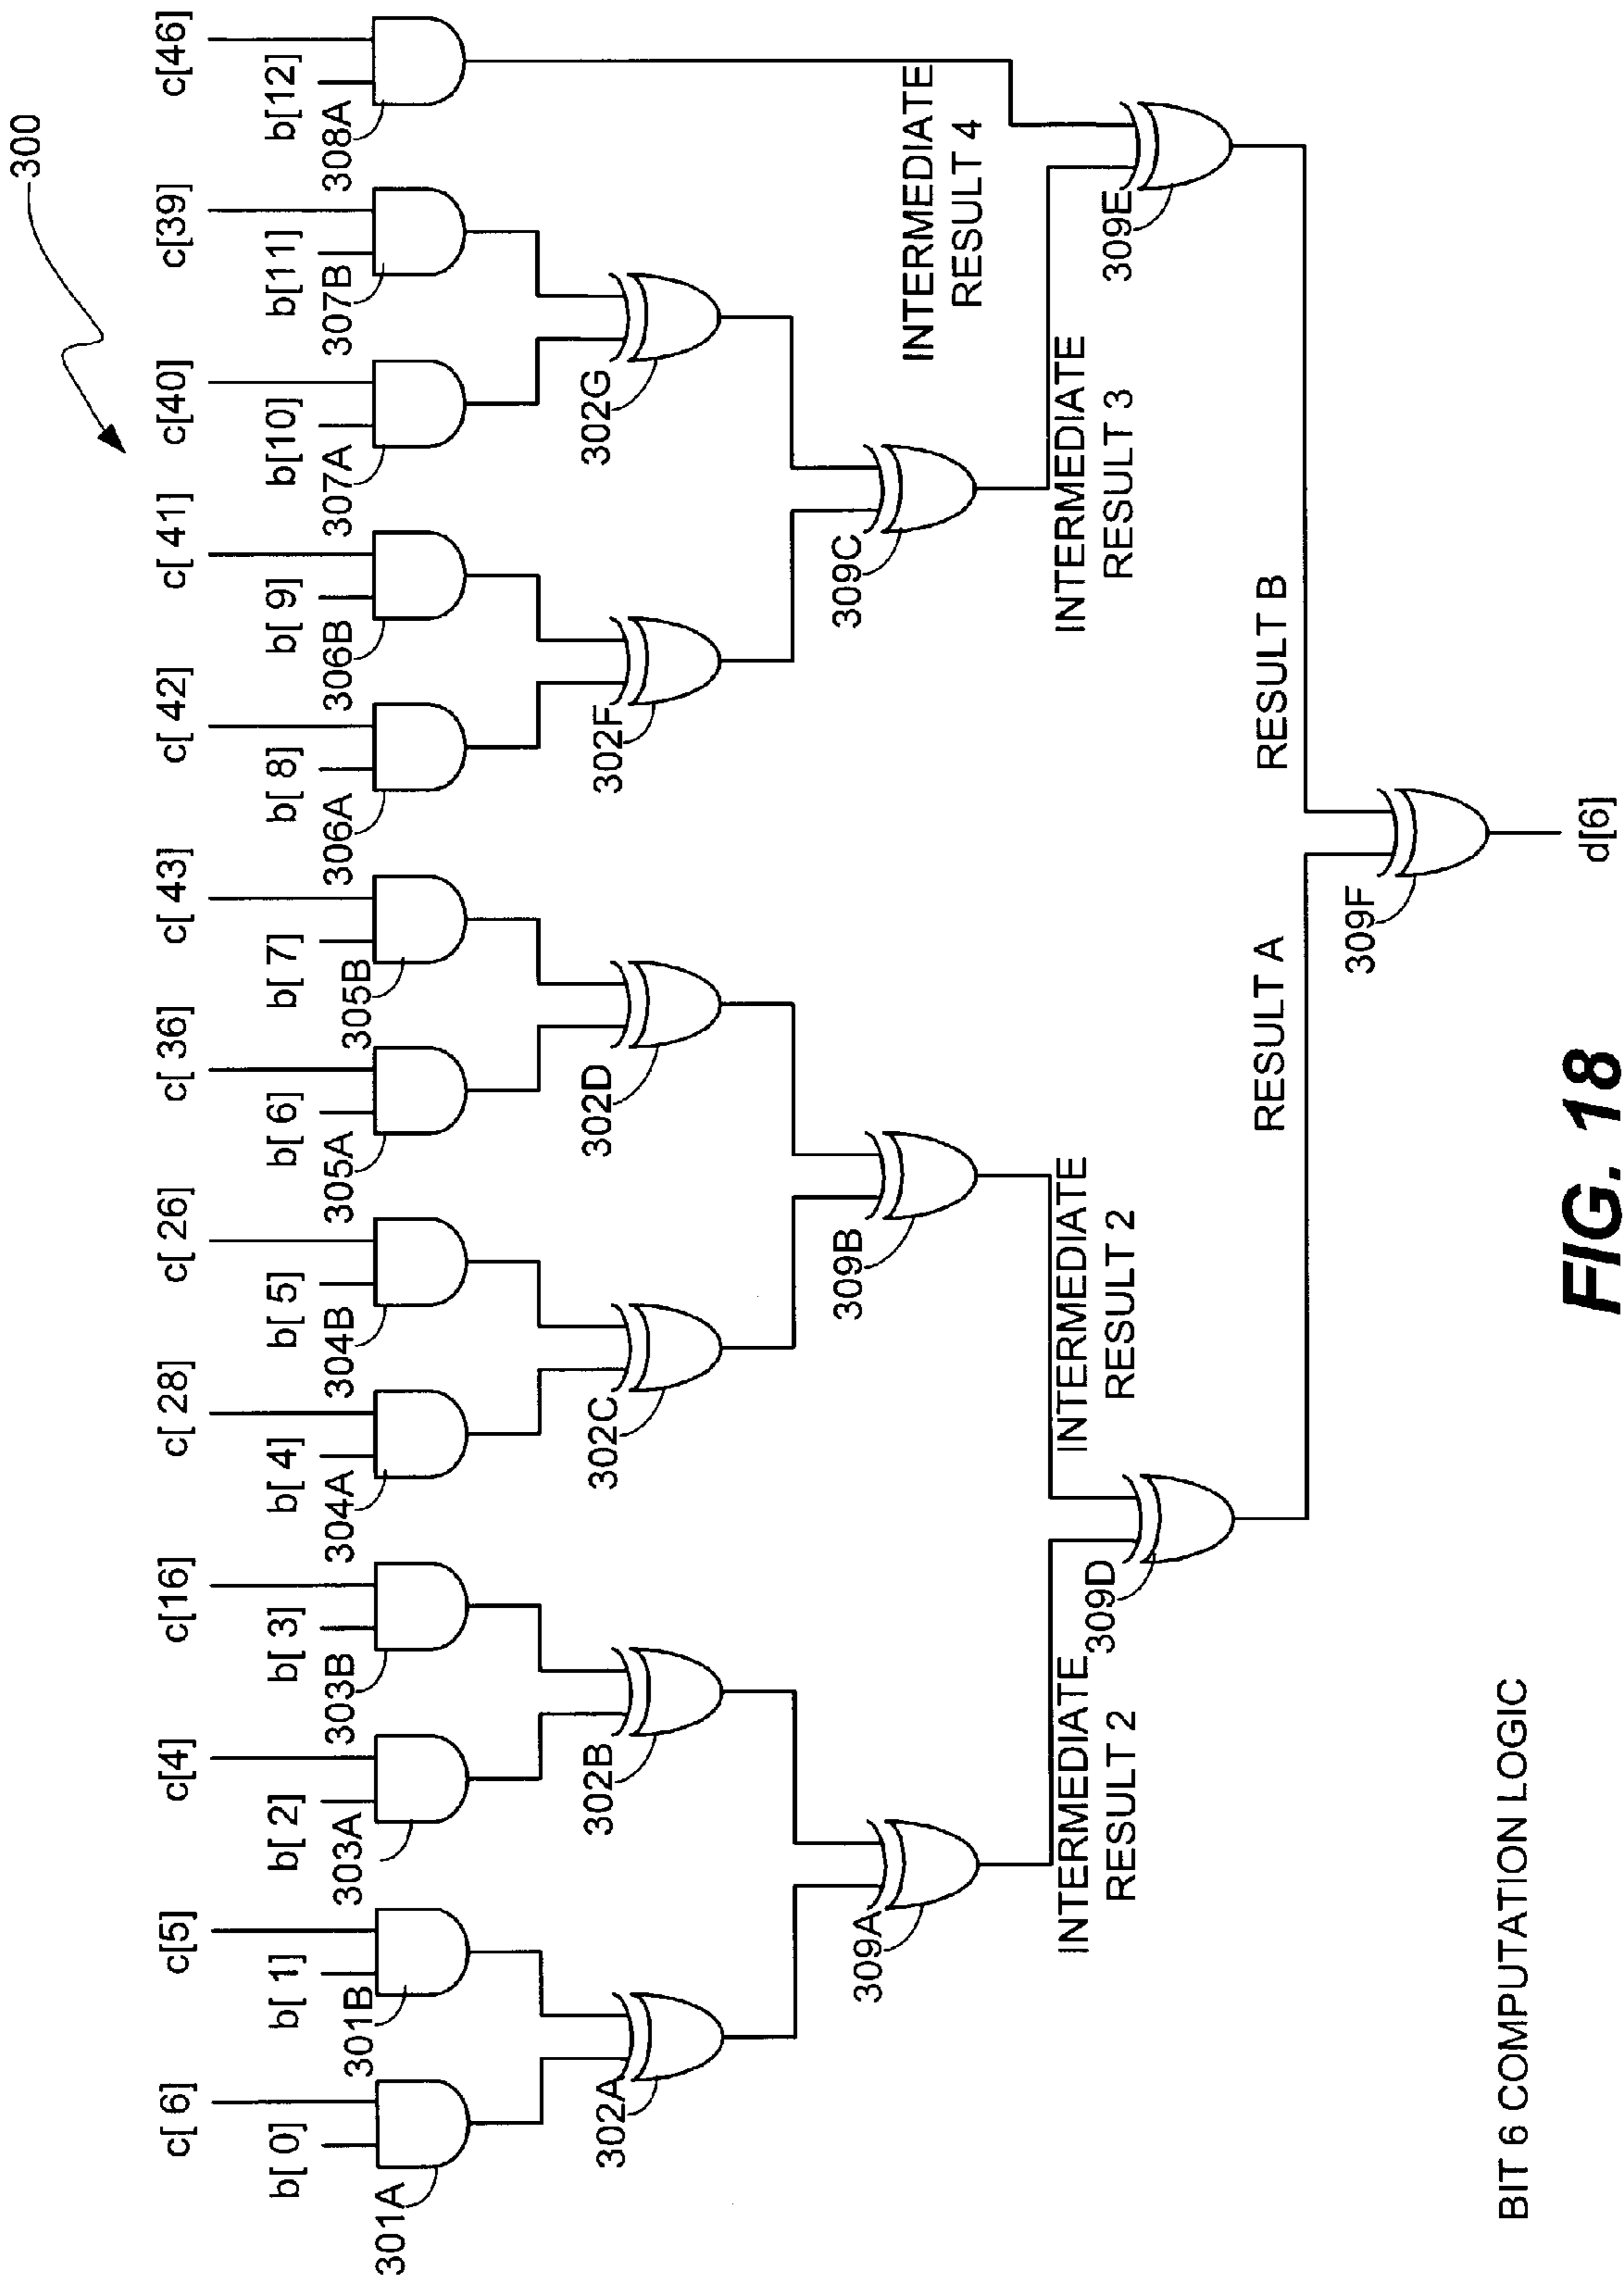 300
c[ 6]
c[5]
c[4]
c[16]
c[ 28]
c[ 26]
c[ 36]
c[ 43]
c[ 42]
c[ 41]
c[40]
c[39]
c[46]
b[ 0]
b[ 1]
b[ 2]
b[ 3]
b[ 4]
b[ 5]
b[ 6]
b[ 7]
b[ 8]
b[ 9]
b[10]
b[11]
b[12]
301A
301B
303A
303B
304A
304B
305A
305B
306A
306B
307A
307B
308A
302A
302B
302C
302D
302F
302G
309A
309B
309C
INTERMEDIATE
RESULT 4
INTERMEDIATE
RESULT 2
INTERMEDIATE
RESULT 2
INTERMEDIATE
RESULT 3
309D
309E
RESULT A
RESULT B
309F
d[6]
BIT 6 COMPUTATION LOGIC
FIG. 18